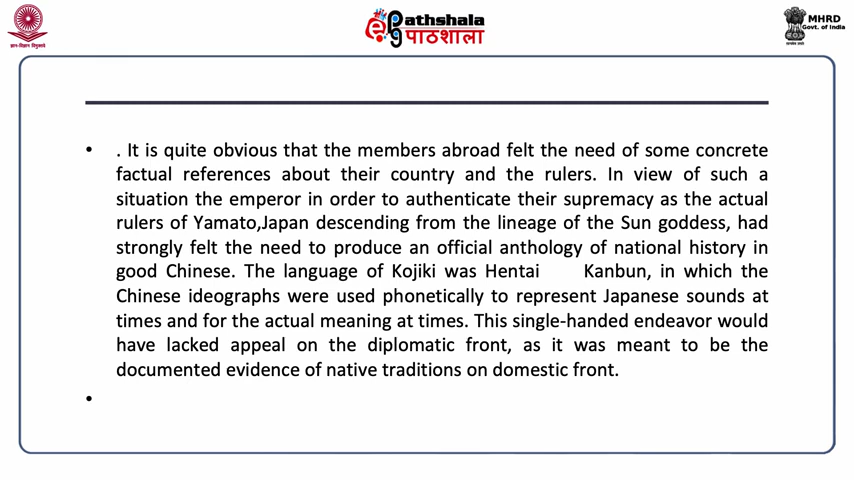 ज्ञान-विज्ञान विमुक्तये
ePathshala
पाठशाला
MHRD
Govt. of India
सत्यमेव जयते
• . It is quite obvious that the members abroad felt the need of some concrete
factual references about their country and the rulers. In view of such a
situation the emperor in order to authenticate their supremacy as the actual
rulers of Yamato,Japan descending from the lineage of the Sun goddess, had
strongly felt the need to produce an official anthology of national history in
good Chinese. The language of Kojiki was Hentai Kanbun, in which the
Chinese ideographs were used phonetically to represent Japanese sounds at
times and for the actual meaning at times. This single-handed endeavor would
have lacked appeal on the diplomatic front, as it was meant to be the
documented evidence of native traditions on domestic front.
•